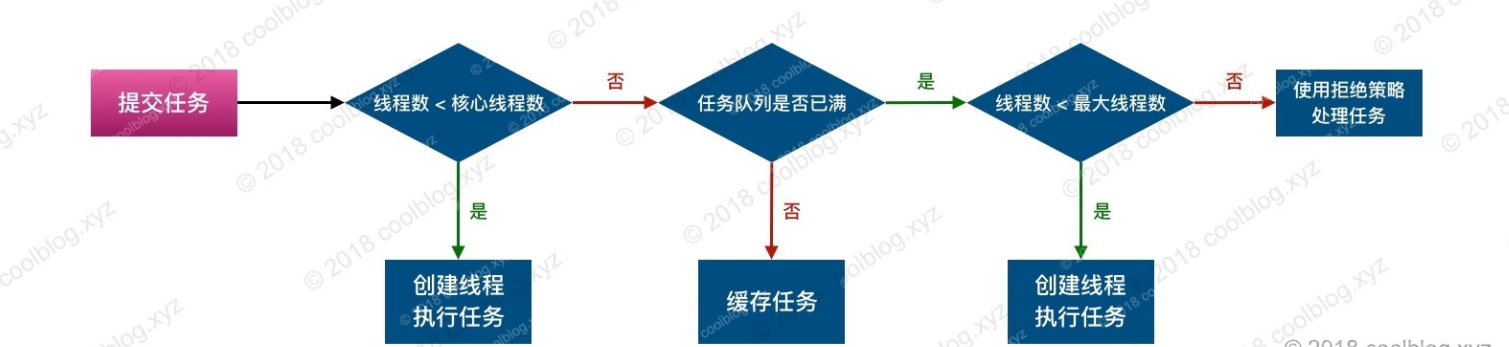 提交任务
线程数 < 核心线程数
否
任务队列是否已满
是
线程数 < 最大线程数
否
使用拒绝策略
处理任务
是
否
是
创建线程
执行任务
缓存任务
创建线程
执行任务
© 2018 coolblog.xyz